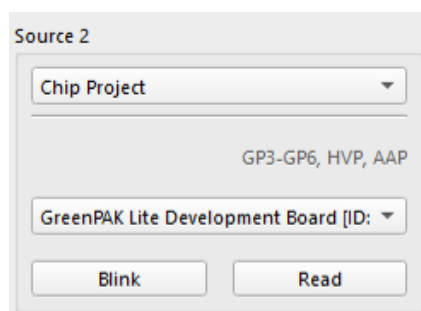 Source 2
Chip Project
GP3-GP6, HVP, AAP
GreenPAK Lite Development Board [ID:
Blink Read